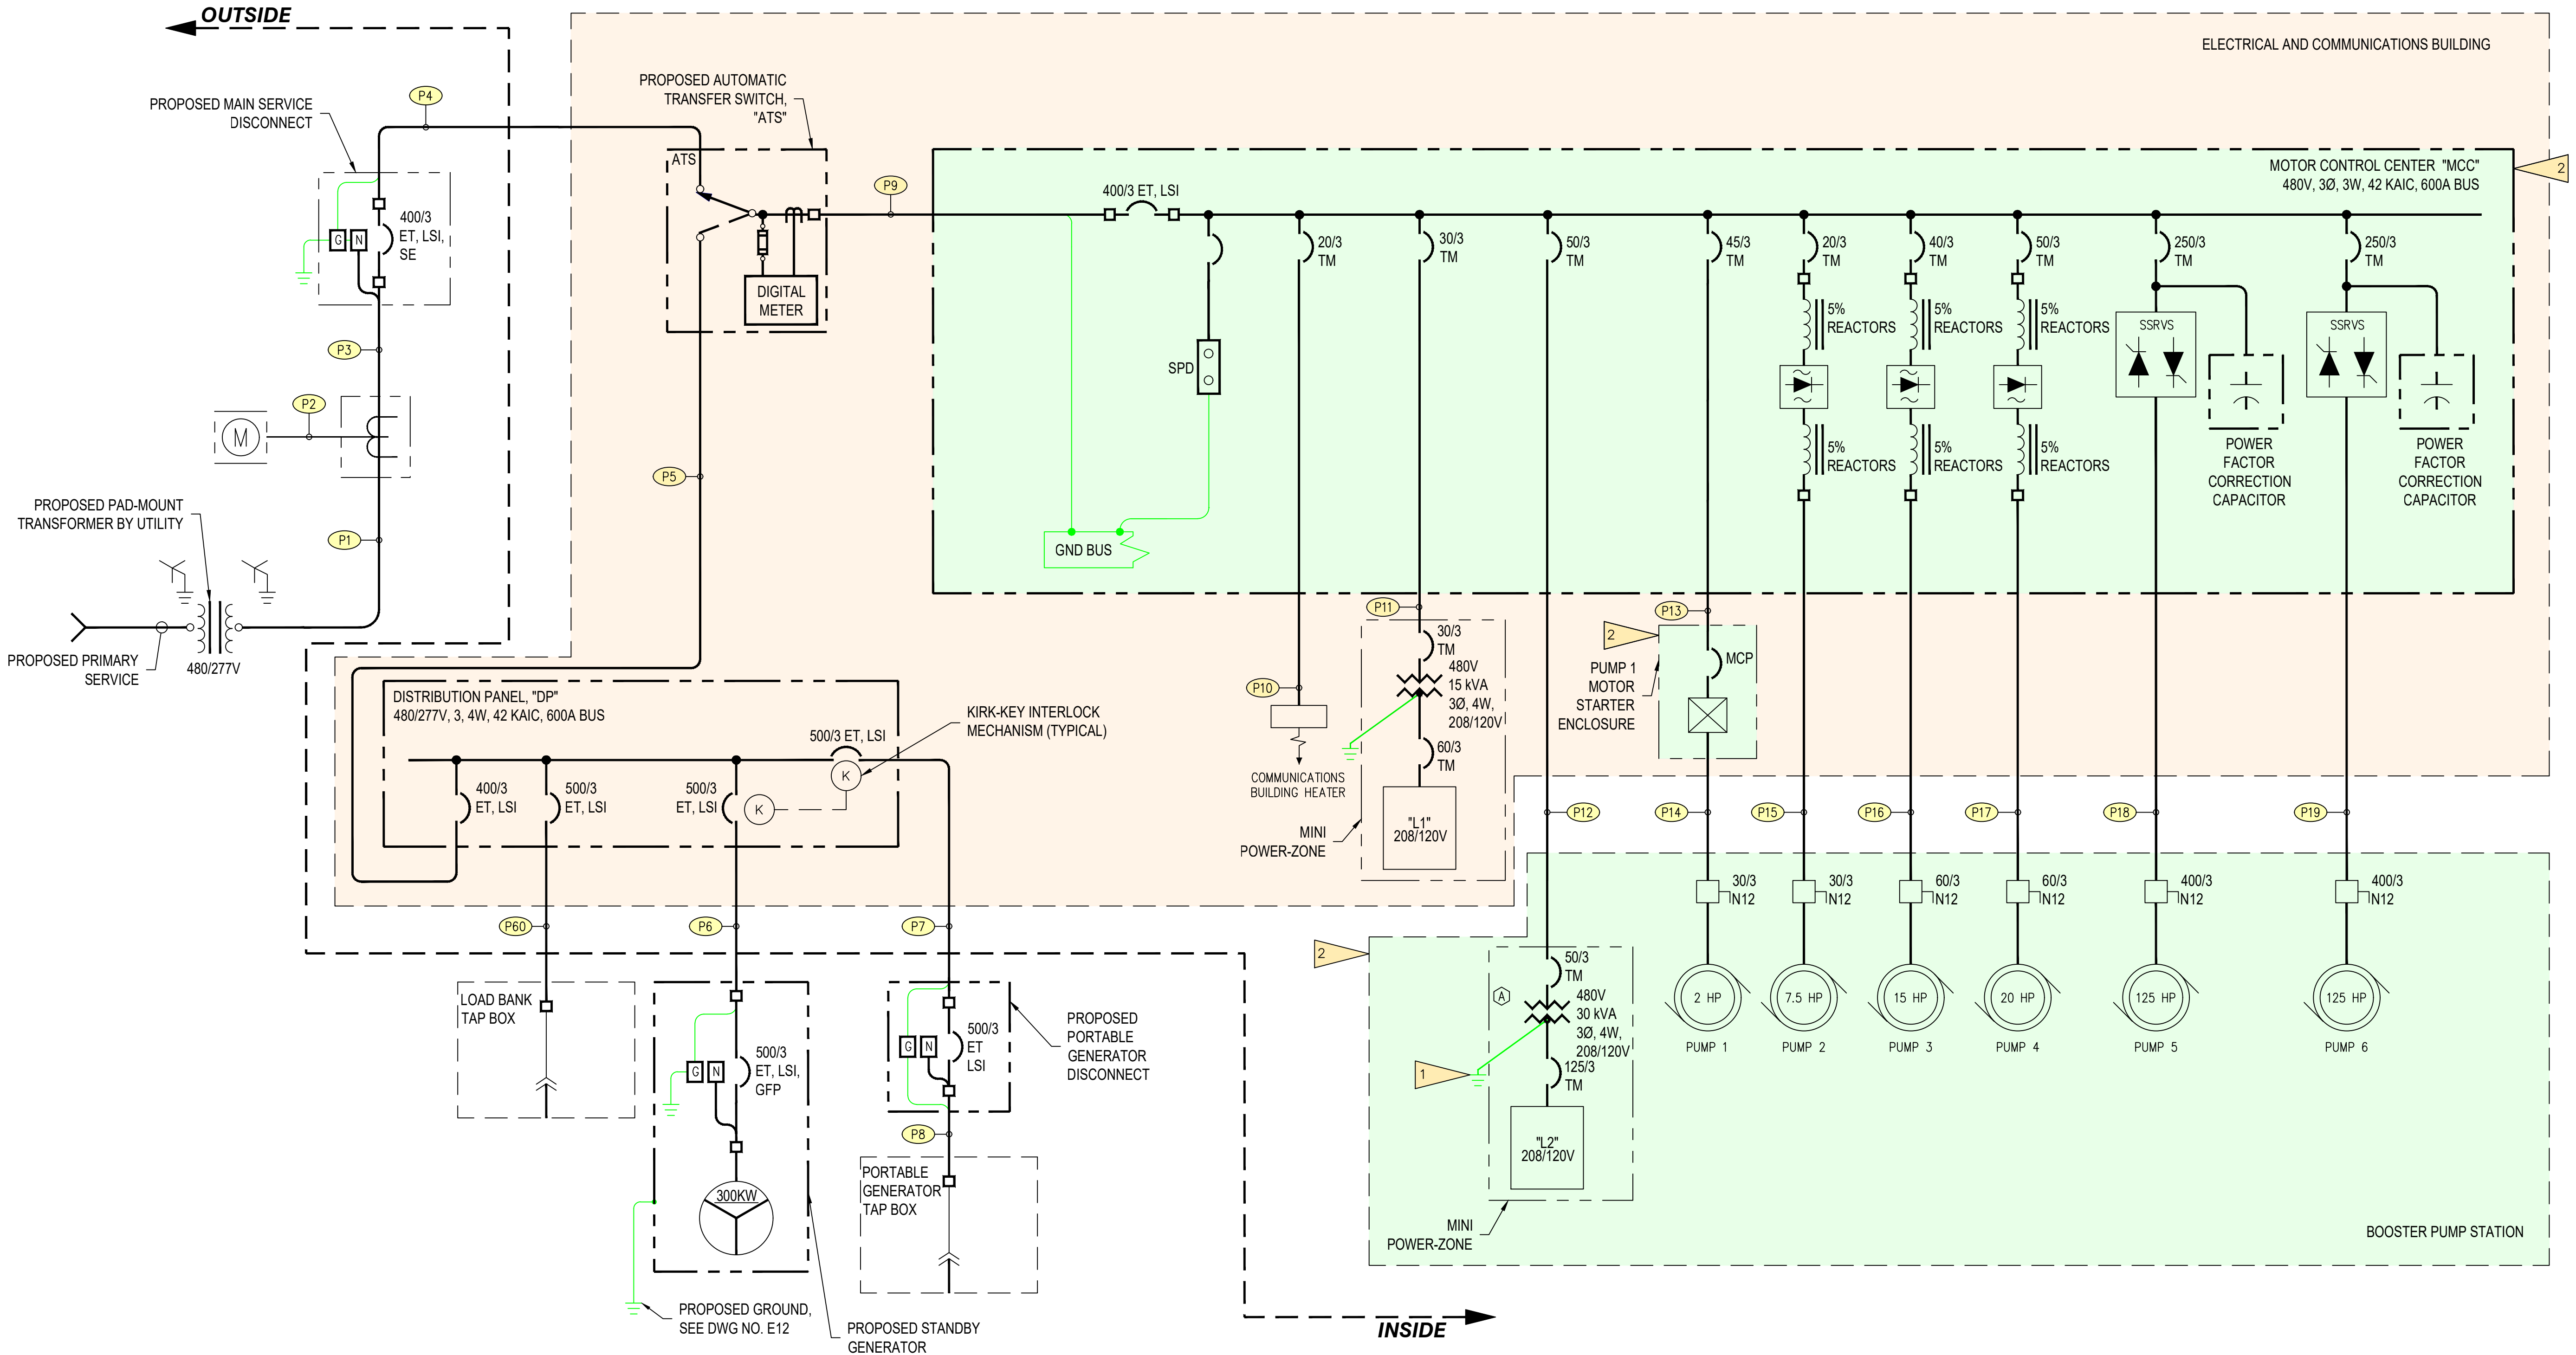 OUTSIDE
ELECTRICAL AND COMMUNICATIONS BUILDING
PROPOSED MAIN SERVICE
DISCONNECT
P4
PROPOSED AUTOMATIC
TRANSFER SWITCH,
"ATS"
ATS
P9
400/3 ET, LSI
MOTOR CONTROL CENTER "MCC"
480V, 3Ø, 3W, 42 KAIC, 600A BUS
2
400/3
ET, LSI,
SE
G
N
DIGITAL
METER
20/3
TM
30/3
TM
50/3
TM
45/3
TM
20/3
TM
40/3
TM
50/3
TM
250/3
TM
250/3
TM
5%
REACTORS
5%
REACTORS
5%
REACTORS
SSRVS
SSRVS
P3
SPD
P2
M
5%
REACTORS
5%
REACTORS
5%
REACTORS
POWER
FACTOR
CORRECTION
CAPACITOR
POWER
FACTOR
CORRECTION
CAPACITOR
P5
PROPOSED PAD-MOUNT
TRANSFORMER BY UTILITY
P1
GND BUS
PROPOSED PRIMARY
SERVICE
480/277V
P11
30/3
TM
480V
15 kVA
3Ø, 4W,
208/120V
60/3
TM
"L1"
208/120V
MINI
POWER-ZONE
P10
COMMUNICATIONS
BUILDING HEATER
P13
2
MCP
PUMP 1
MOTOR
STARTER
ENCLOSURE
DISTRIBUTION PANEL, "DP"
480/277V, 3, 4W, 42 KAIC, 600A BUS
KIRK-KEY INTERLOCK
MECHANISM (TYPICAL)
500/3 ET, LSI
K
400/3
ET, LSI
500/3
ET, LSI
500/3
ET, LSI
K
P12
P14
P15
P16
P17
P18
P19
30/3
N12
30/3
N12
60/3
N12
60/3
N12
400/3
N12
400/3
N12
P60
P6
P7
2
LOAD BANK
TAP BOX
500/3
ET, LSI,
GFP
G
N
500/3
ET
LSI
G
N
PROPOSED
PORTABLE
GENERATOR
DISCONNECT
50/3
TM
A
480V
30 kVA
3Ø, 4W,
208/120V
125/3
TM
1
2 HP
7.5 HP
15 HP
20 HP
125 HP
125 HP
PUMP 1
PUMP 2
PUMP 3
PUMP 4
PUMP 5
PUMP 6
P8
PORTABLE
GENERATOR
TAP BOX
300KW
"L2"
208/120V
MINI
POWER-ZONE
BOOSTER PUMP STATION
PROPOSED GROUND,
SEE DWG NO. E12
PROPOSED STANDBY
GENERATOR
INSIDE